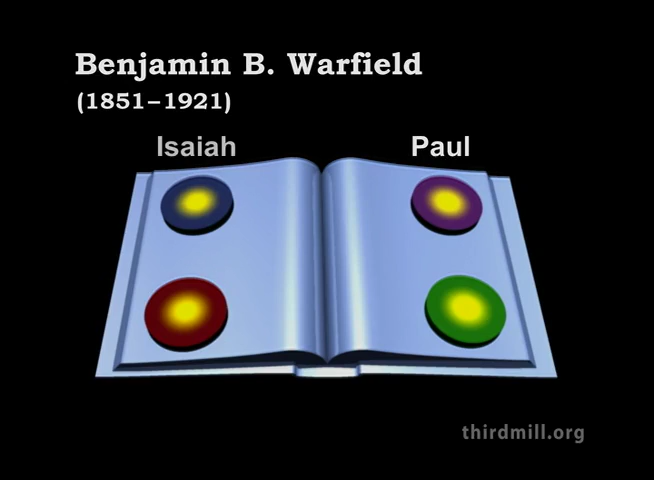 Benjamin B. Warfield
(1851–1921)
Isaiah
Paul
thirdmill.org